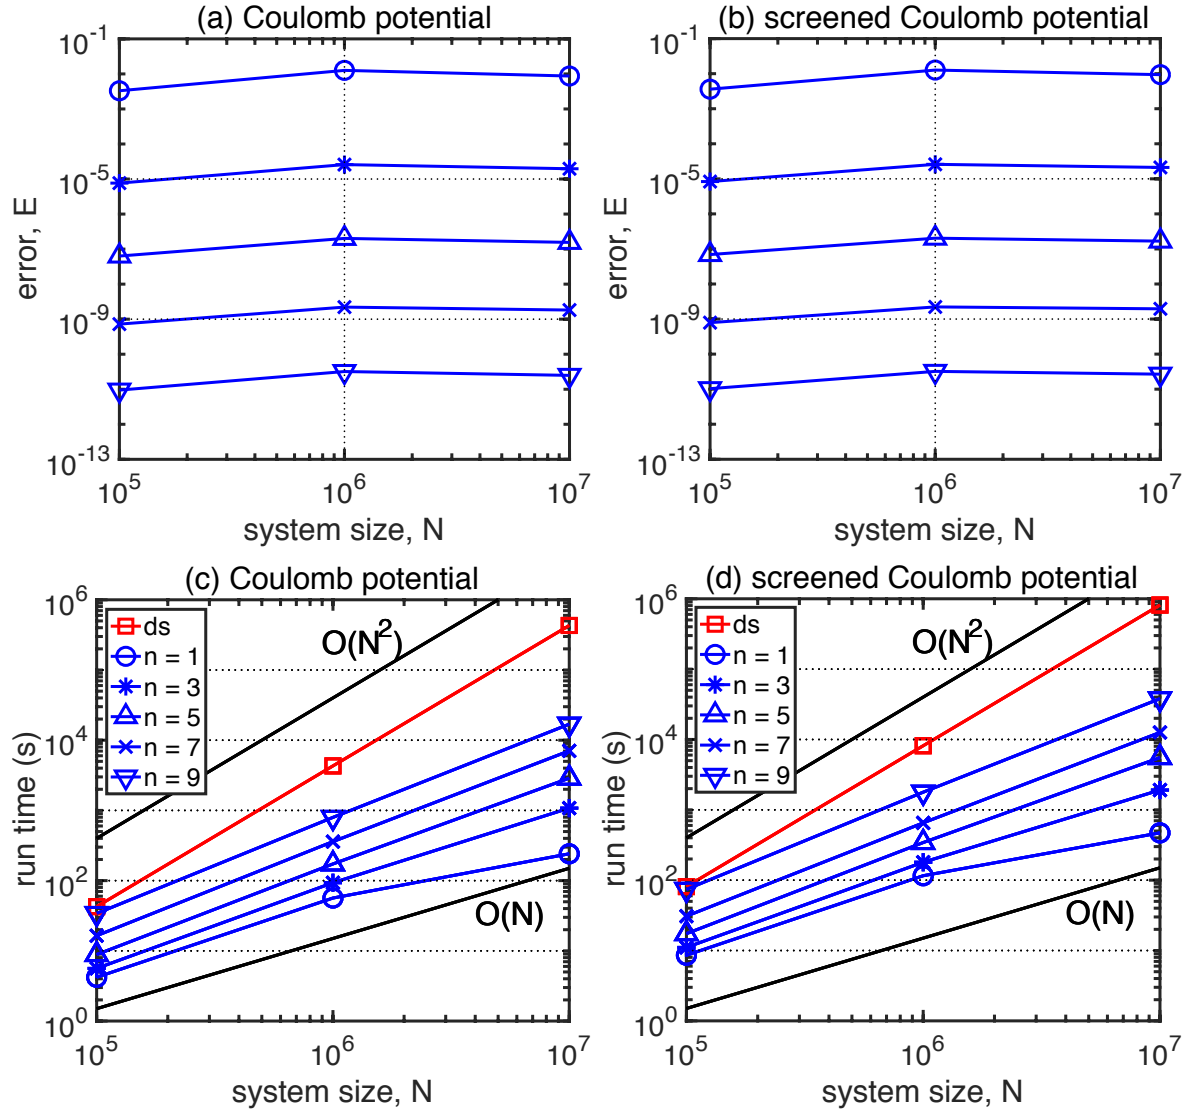 (a) Coulomb potential
10^-1
10^-5
10^-9
10^-13
error, E
10^5 10^6 10^7
system size, N
(b) screened Coulomb potential
10^-1
10^-5
10^-9
10^-13
error, E
10^5 10^6 10^7
system size, N
(c) Coulomb potential
10^6
10^4
10^2
10^0
run time (s)
ds
n = 1
n = 3
n = 5
n = 7
n = 9
O(N^2)
O(N)
10^5 10^6 10^7
system size, N
(d) screened Coulomb potential
10^6
10^4
10^2
10^0
run time (s)
ds
n = 1
n = 3
n = 5
n = 7
n = 9
O(N^2)
O(N)
10^5 10^6 10^7
system size, N